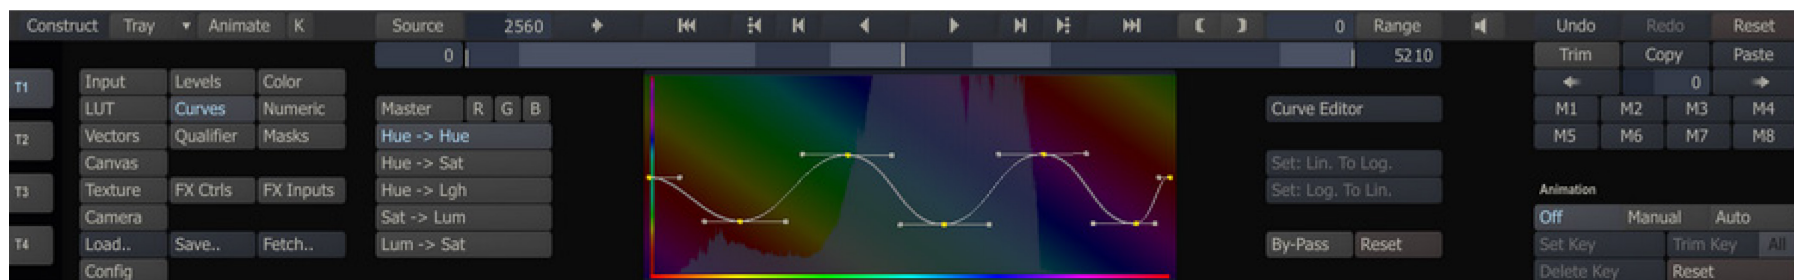 Construct Tray Animate K Source 2560 0 Range Undo Redo Reset
0 5210 Trim Copy Paste
T1 Input Levels Color 0
LUT Curves Numeric Master R G B Curve Editor M1 M2 M3 M4
T2 Vectors Qualifier Masks Hue -> Hue M5 M6 M7 M8
Canvas Hue -> Sat Set: Lin. To Log.
T3 Texture FX Ctrls FX Inputs Hue -> Lgh Set: Log. To Lin. Animation
Camera Sat -> Lum Off Manual Auto
T4 Load.. Save.. Fetch.. Lum -> Sat By-Pass Reset Set Key Trim Key All
Config Delete Key Reset